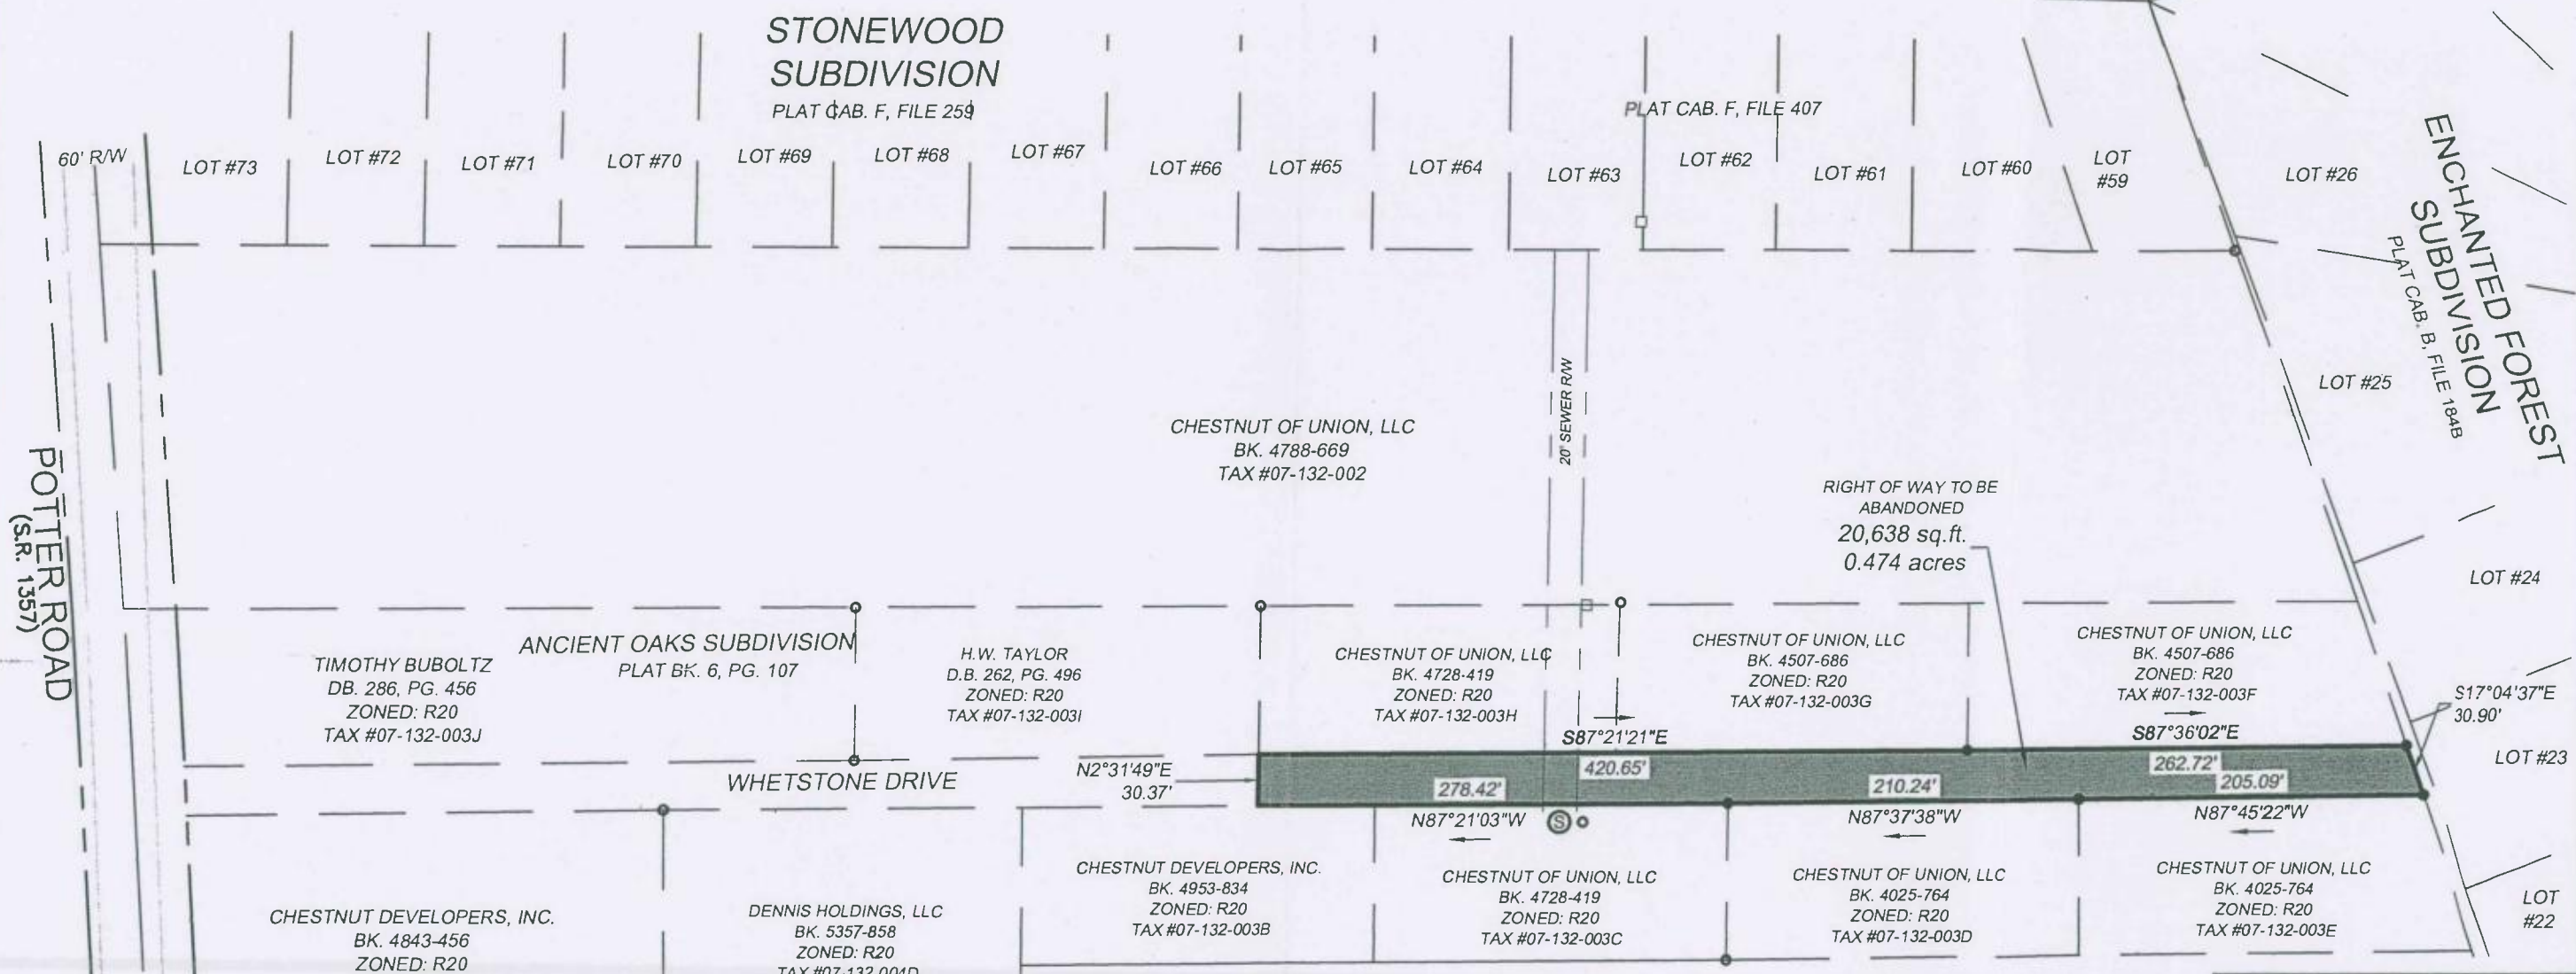 STONEWOOD
SUBDIVISION
PLAT CAB. F, FILE 259
PLAT CAB. F, FILE 407
60' R/W
LOT #73
LOT #72
LOT #71
LOT #70
LOT #69
LOT #68
LOT #67
LOT #66
LOT #65
LOT #64
LOT #63
LOT #62
LOT #61
LOT #60
LOT
#59
LOT #26
ENCHANTED FOREST
SUBDIVISION
PLAT CAB. B, FILE 184B
LOT #25
LOT #24
LOT #23
LOT
#22
POTTER ROAD
(S.R. 1357)
CHESTNUT OF UNION, LLC
BK. 4788-669
TAX #07-132-002
20' SEWER R/W
RIGHT OF WAY TO BE
ABANDONED
20,638 sq.ft.
0.474 acres
ANCIENT OAKS SUBDIVISION
PLAT BK. 6, PG. 107
TIMOTHY BUBOLTZ
DB. 286, PG. 456
ZONED: R20
TAX #07-132-003J
H.W. TAYLOR
D.B. 262, PG. 496
ZONED: R20
TAX #07-132-003I
CHESTNUT OF UNION, LLC
BK. 4728-419
ZONED: R20
TAX #07-132-003H
CHESTNUT OF UNION, LLC
BK. 4507-686
ZONED: R20
TAX #07-132-003G
CHESTNUT OF UNION, LLC
BK. 4507-686
ZONED: R20
TAX #07-132-003F
S17°04'37"E
30.90'
S87°21'21"E
S87°36'02"E
WHETSTONE DRIVE
N2°31'49"E
30.37'
420.65'
262.72'
278.42'
210.24'
205.09'
N87°21'03"W
S
N87°37'38"W
N87°45'22"W
CHESTNUT DEVELOPERS, INC.
BK. 4843-456
ZONED: R20
DENNIS HOLDINGS, LLC
BK. 5357-858
ZONED: R20
TAX #07-132-004D
CHESTNUT DEVELOPERS, INC.
BK. 4953-834
ZONED: R20
TAX #07-132-003B
CHESTNUT OF UNION, LLC
BK. 4728-419
ZONED: R20
TAX #07-132-003C
CHESTNUT OF UNION, LLC
BK. 4025-764
ZONED: R20
TAX #07-132-003D
CHESTNUT OF UNION, LLC
BK. 4025-764
ZONED: R20
TAX #07-132-003E